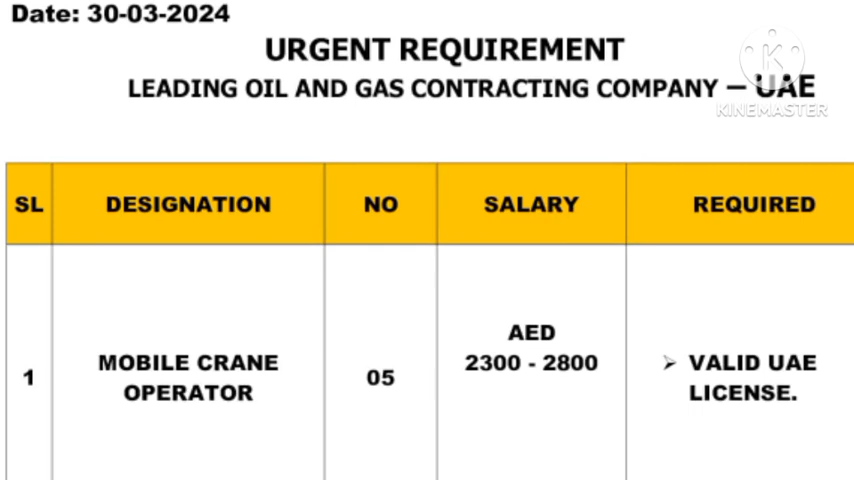 Date: 30-03-2024
URGENT REQUIREMENT
LEADING OIL AND GAS CONTRACTING COMPANY – UAE
KINEMASTER
SL DESIGNATION NO SALARY REQUIRED
1 MOBILE CRANE OPERATOR 05 AED 2300 - 2800 ➢ VALID UAE LICENSE.